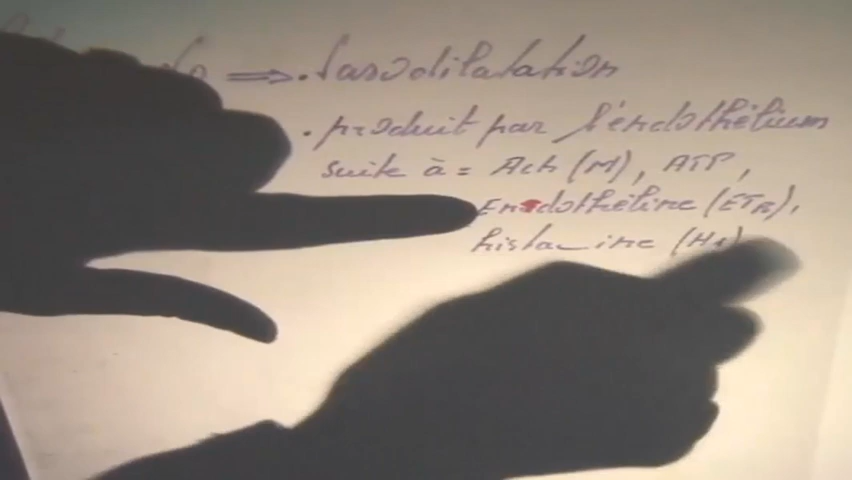 ⇒ . Vasodilatation
. produit par l'endothélium
suite à = Ach (M), ATP,
Endothéline (ETB),
histamine (H1)